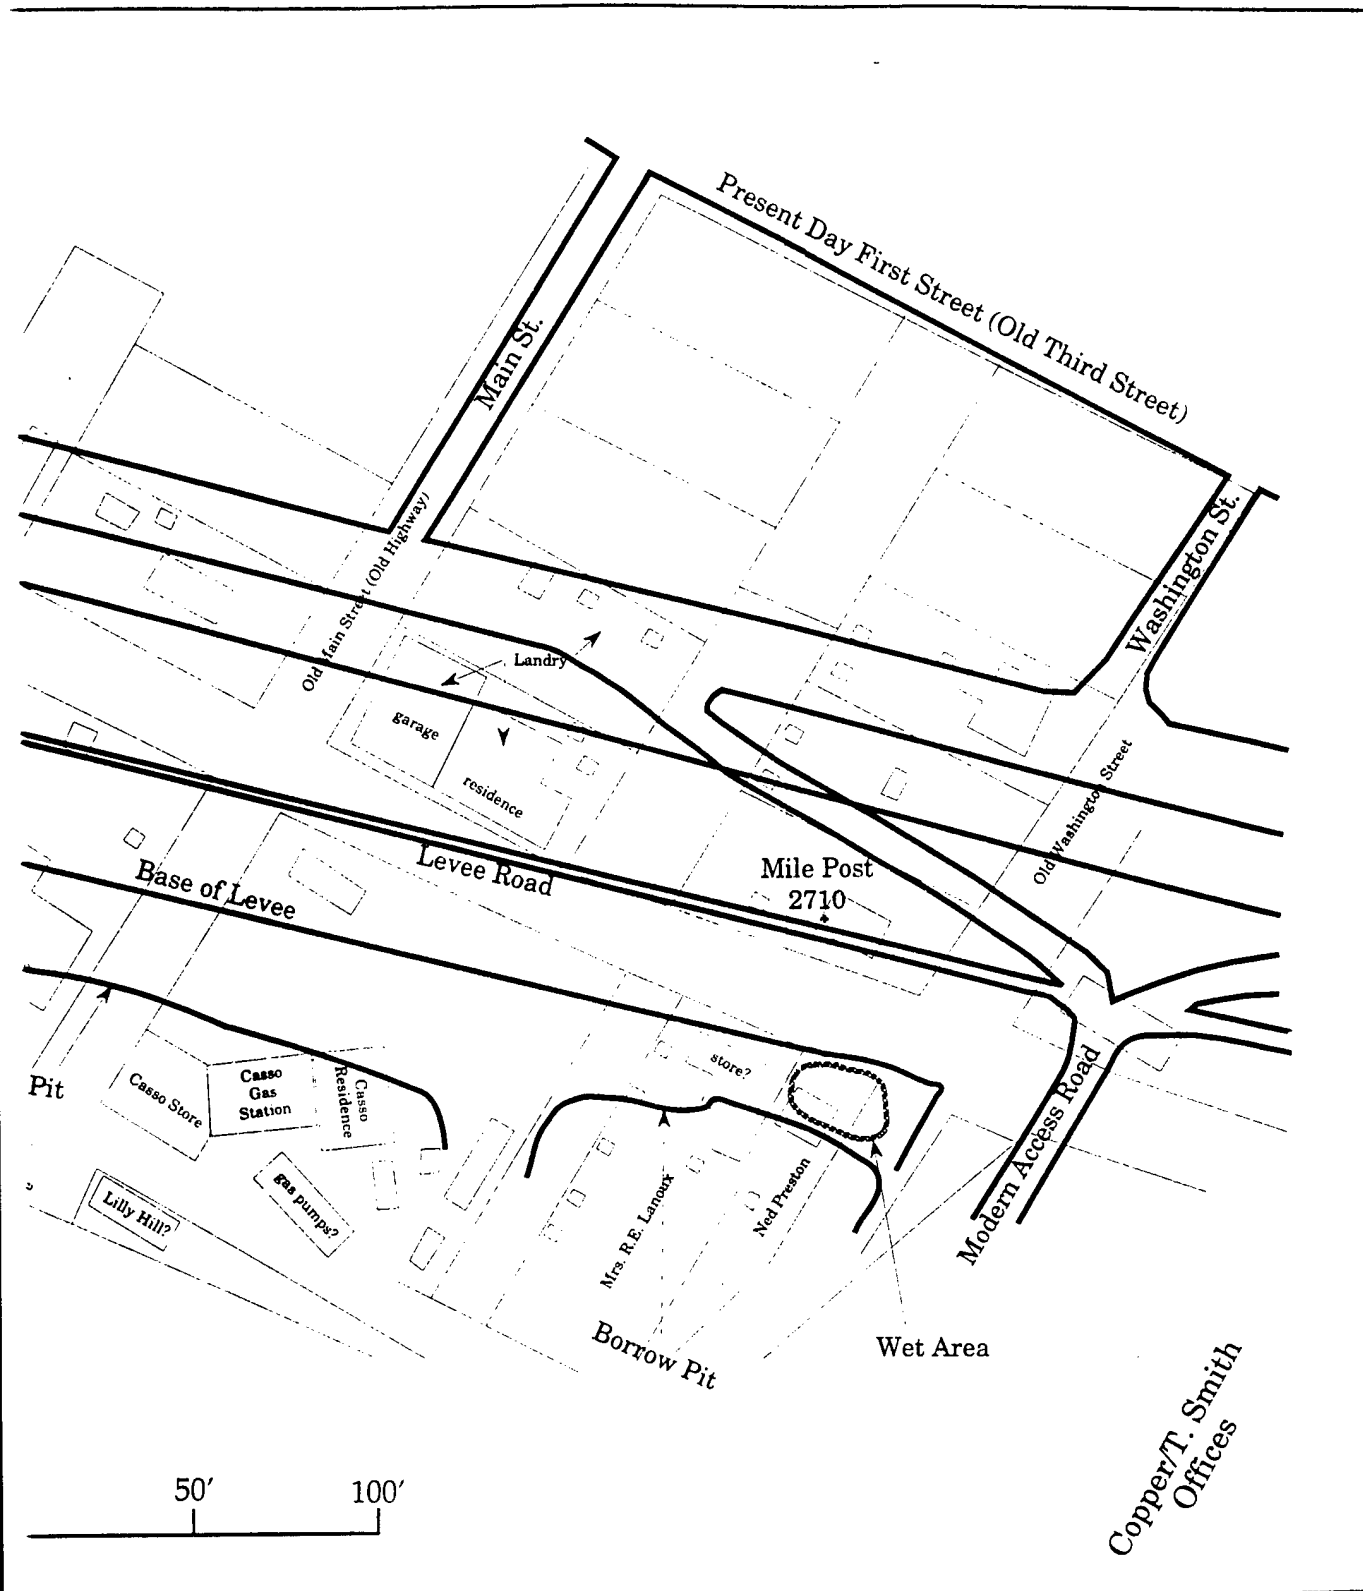 Present Day First Street (Old Third Street)
Main St.
Washington St.
Old Main Street (Old Highway)
Landry
garage
residence
Old Washington Street
Mile Post
2710
Levee Road
Base of Levee
Pit
Casso Store
Casso
Gas
Station
Casso
Residence
store?
Lilly Hill?
gas pumps?
Mrs. R.E. Lanoux
Ned Preston
Modern Access Road
Borrow Pit
Wet Area
Copper/T. Smith
Offices
50' 100'